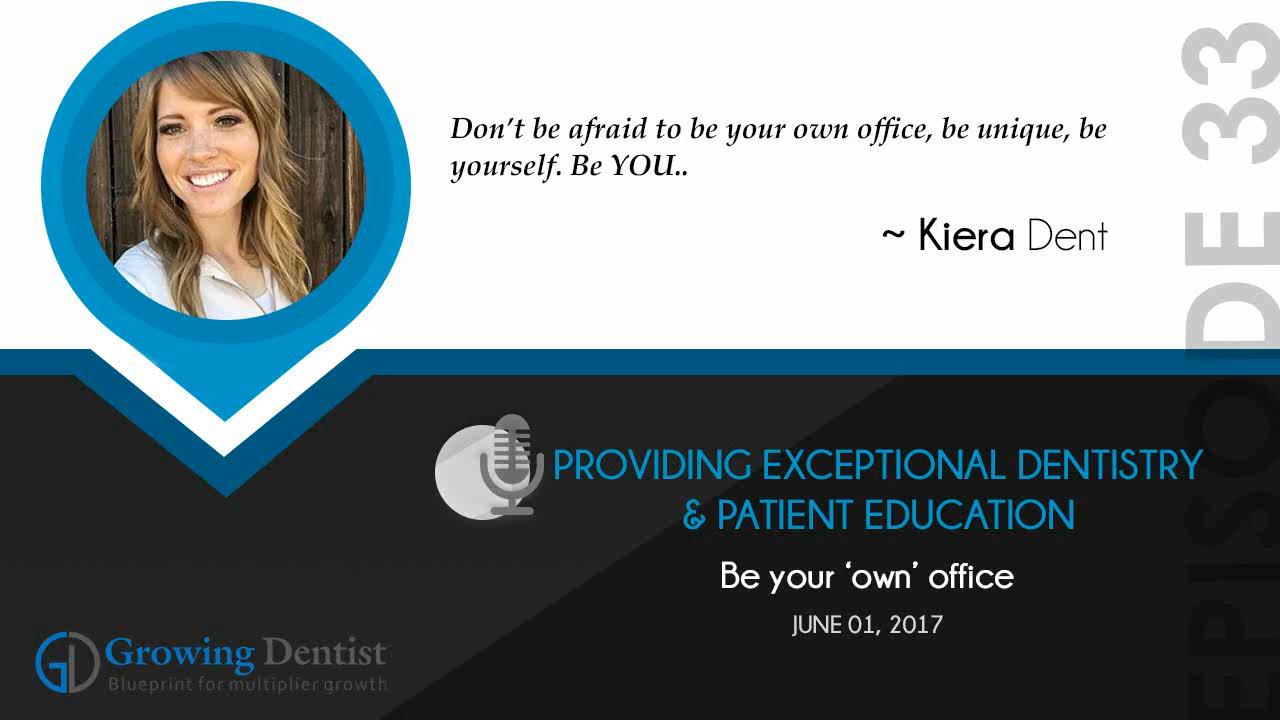 Don’t be afraid to be your own office, be unique, be
yourself. Be YOU..
~ Kiera Dent
EPISODE 33
PROVIDING EXCEPTIONAL DENTISTRY
& PATIENT EDUCATION
Be your ‘own’ office
JUNE 01, 2017
GD Growing Dentist
Blueprint for multiplier growth